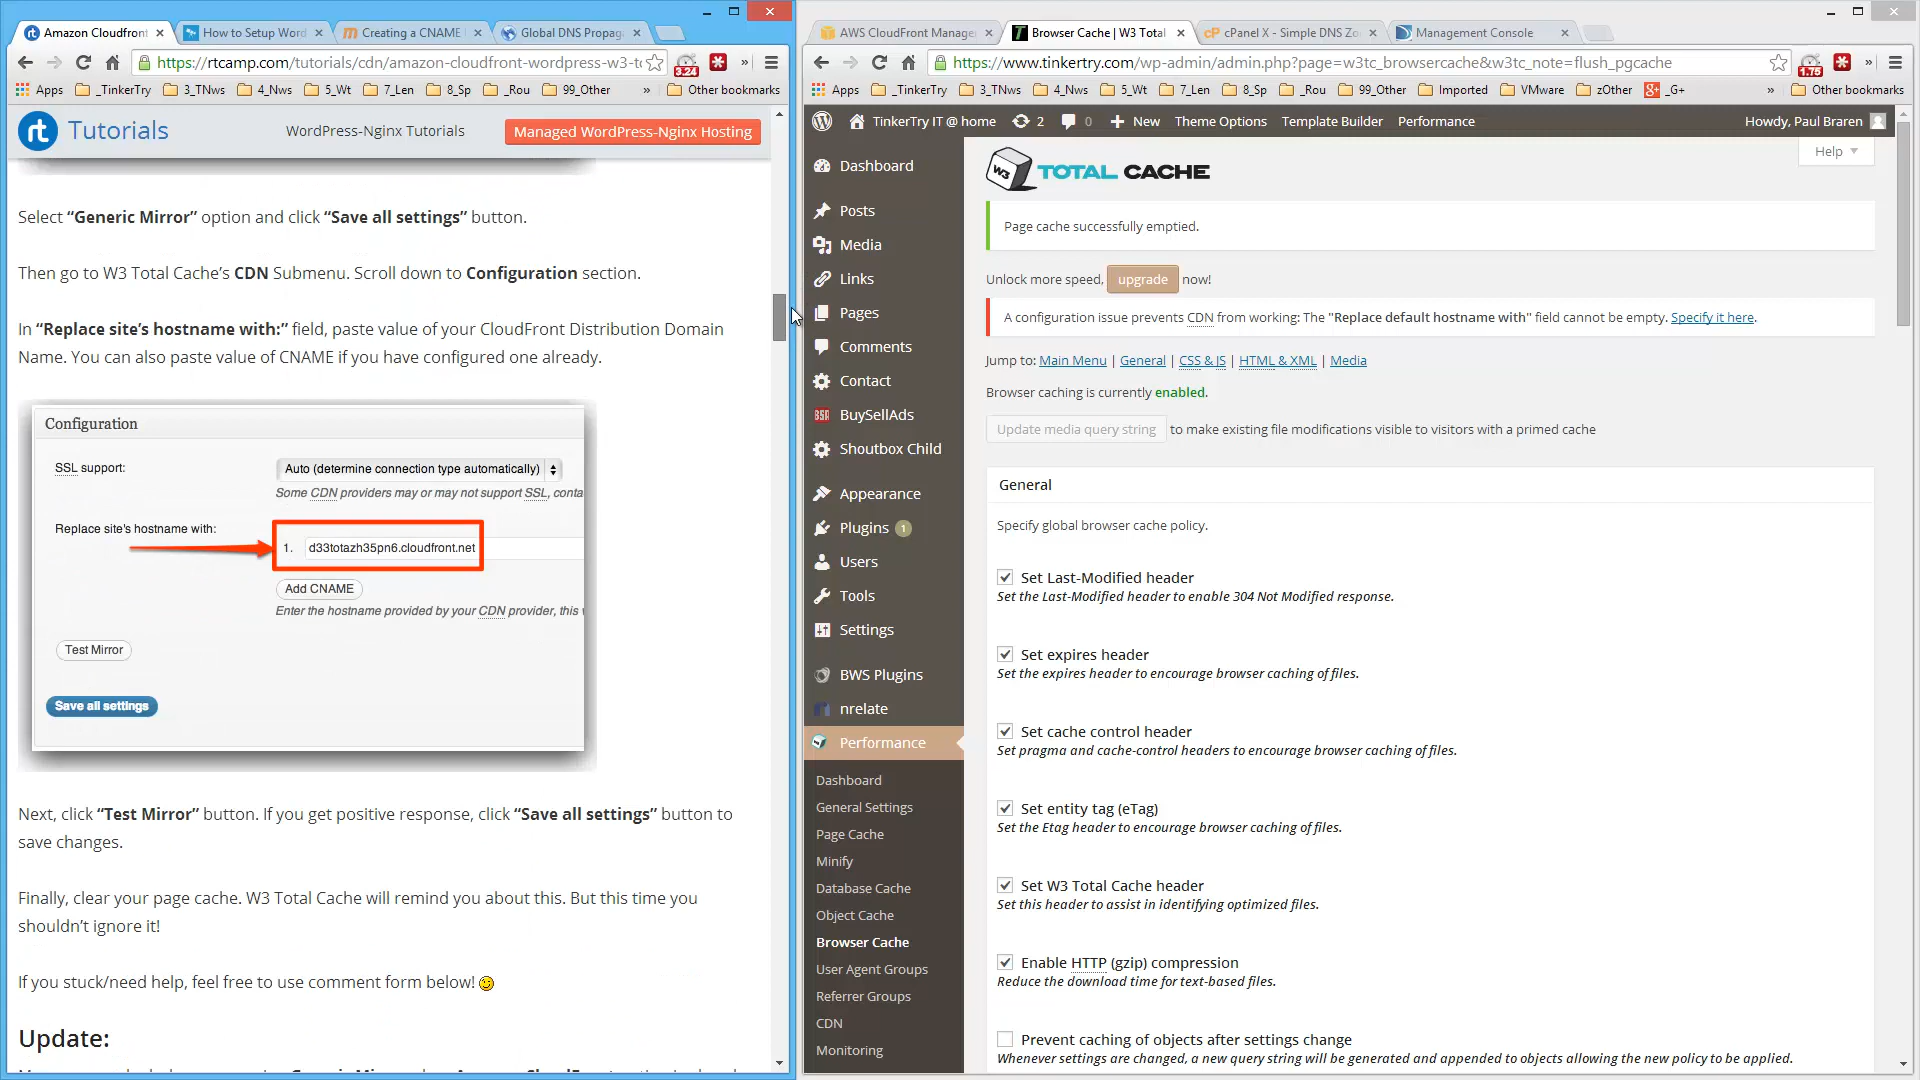 Amazon Cloudfront
How to Setup Word
Creating a CNAME
Global DNS Propag
https://rtcamp.com/tutorials/cdn/amazon-cloudfront-wordpress-w3-t
3.24
Apps
_TinkerTry
3_TNws
4_Nws
5_Wt
7_Len
8_Sp
_Rou
99_Other
»
Other bookmarks
rt Tutorials
WordPress-Nginx Tutorials
Managed WordPress-Nginx Hosting
Select “Generic Mirror” option and click “Save all settings” button.
Then go to W3 Total Cache’s CDN Submenu. Scroll down to Configuration section.
In “Replace site’s hostname with:” field, paste value of your CloudFront Distribution Domain
Name. You can also paste value of CNAME if you have configured one already.
Configuration
SSL support:
Auto (determine connection type automatically)
Some CDN providers may or may not support SSL, conta
Replace site's hostname with:
1. d33totazh35pn6.cloudfront.net
Add CNAME
Enter the hostname provided by your CDN provider, this
Test Mirror
Save all settings
Next, click “Test Mirror” button. If you get positive response, click “Save all settings” button to
save changes.
Finally, clear your page cache. W3 Total Cache will remind you about this. But this time you
shouldn’t ignore it!
If you stuck/need help, feel free to use comment form below!
Update:
AWS CloudFront Manage
Browser Cache | W3 Total
cPanel X - Simple DNS Zo
Management Console
https://www.tinkertry.com/wp-admin/admin.php?page=w3tc_browsercache&w3tc_note=flush_pgcache
1.75
Apps
_TinkerTry
3_TNws
4_Nws
5_Wt
7_Len
8_Sp
_Rou
99_Other
Imported
VMware
zOther
_G+
»
Other bookmarks
TinkerTry IT @ home
2
0
New
Theme Options
Template Builder
Performance
Howdy, Paul Braren
Dashboard
Posts
Media
Links
Pages
Comments
Contact
BSA BuySellAds
Shoutbox Child
Appearance
Plugins 1
Users
Tools
Settings
BWS Plugins
nrelate
Performance
Dashboard
General Settings
Page Cache
Minify
Database Cache
Object Cache
Browser Cache
User Agent Groups
Referrer Groups
CDN
Monitoring
W3 TOTAL CACHE
Help
Page cache successfully emptied.
Unlock more speed, upgrade now!
A configuration issue prevents CDN from working: The "Replace default hostname with" field cannot be empty. Specify it here.
Jump to: Main Menu | General | CSS & JS | HTML & XML | Media
Browser caching is currently enabled.
Update media query string to make existing file modifications visible to visitors with a primed cache
General
Specify global browser cache policy.
Set Last-Modified header
Set the Last-Modified header to enable 304 Not Modified response.
Set expires header
Set the expires header to encourage browser caching of files.
Set cache control header
Set pragma and cache-control headers to encourage browser caching of files.
Set entity tag (eTag)
Set the Etag header to encourage browser caching of files.
Set W3 Total Cache header
Set this header to assist in identifying optimized files.
Enable HTTP (gzip) compression
Reduce the download time for text-based files.
Prevent caching of objects after settings change
Whenever settings are changed, a new query string will be generated and appended to objects allowing the new policy to be applied.